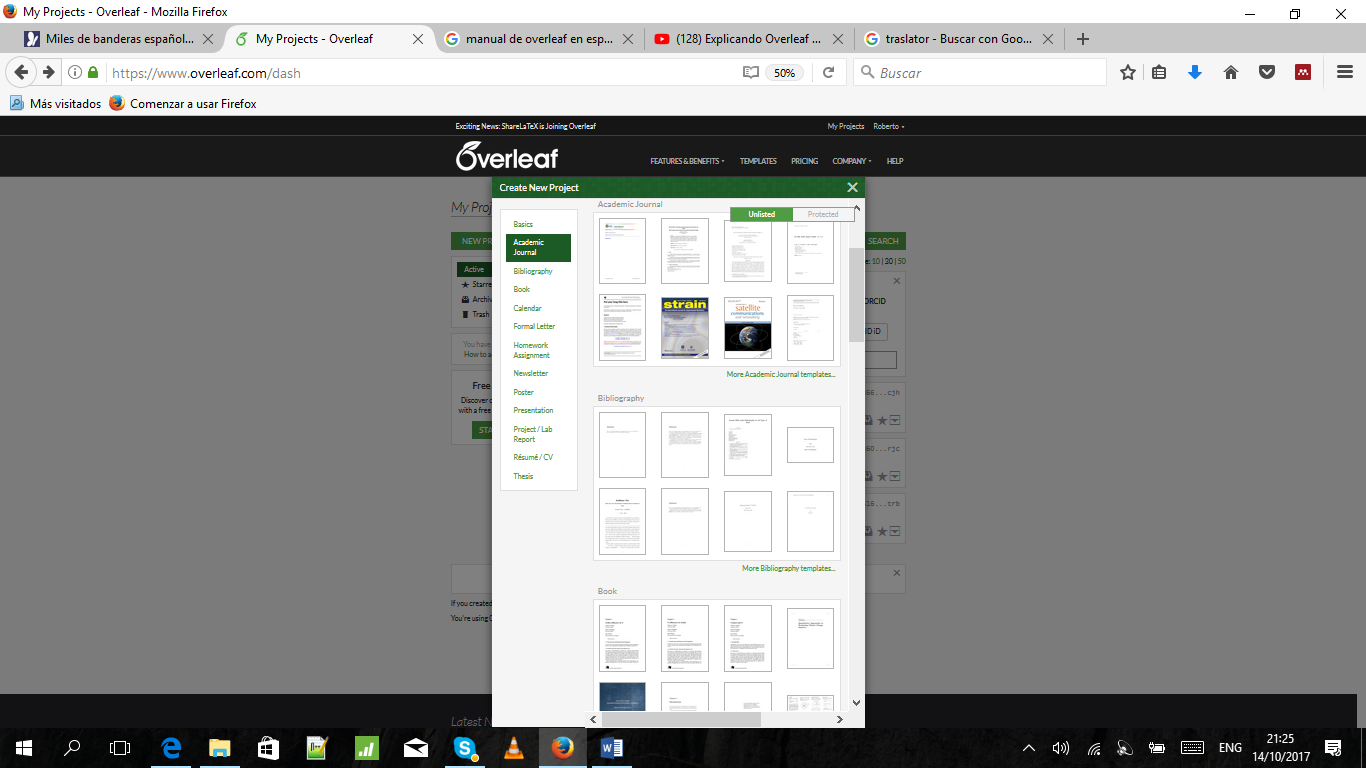 My Projects - Overleaf - Mozilla Firefox
Miles de banderas español...
My Projects - Overleaf
manual de overleaf en esp...
(128) Explicando Overleaf ...
traslator - Buscar con Goo...
https://www.overleaf.com/dash
50%
Buscar
Más visitados
Comenzar a usar Firefox
Exciting News: ShareLaTeX is Joining Overleaf
My Projects
Roberto
Overleaf
FEATURES & BENEFITS
TEMPLATES
PRICING
COMPANY
HELP
Create New Project
My Proj
Academic Journal
Unlisted
Protected
Basics
Academic
Journal
Bibliography
Book
Calendar
Formal Letter
Homework
Assignment
Newsletter
Poster
Presentation
Project / Lab
Report
Résumé / CV
Thesis
NEW PR
SEARCH
10 | 20 | 50
Active
Starre
Archiv
Trash
ORCID
iD
You have
How to a
Free
Discover c
with a free
STA
strain
satellite
communications
More Academic Journal templates...
Bibliography
More Bibliography templates...
Book
66...cjh
...rjc
16...srb
If you created
You're using O
Latest N
ENG
21:25
14/10/2017